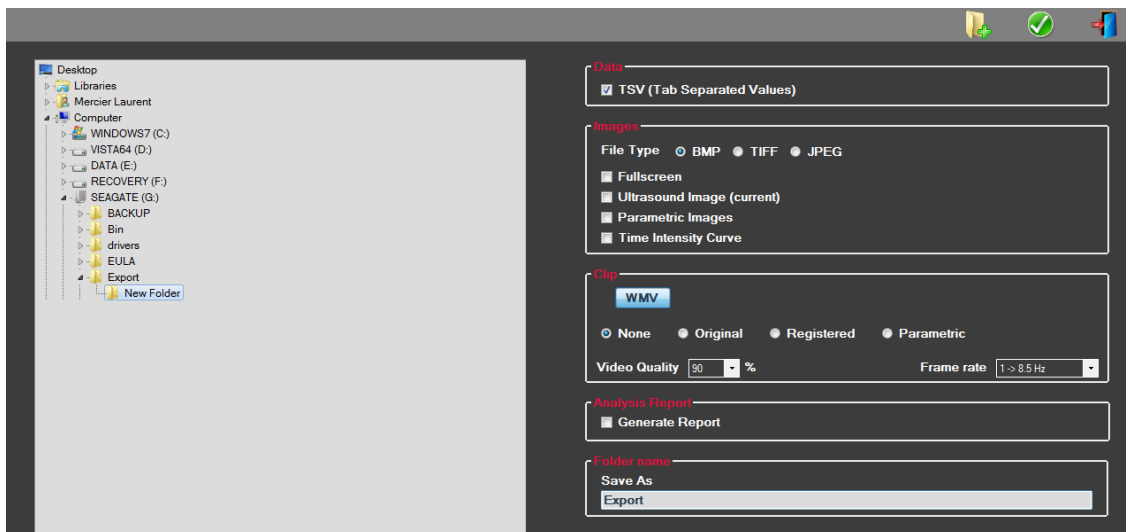 Desktop
Libraries
Mercier Laurent
Computer
WINDOWS7 (C:)
VISTA64 (D:)
DATA (E:)
RECOVERY (F:)
SEAGATE (G:)
BACKUP
Bin
drivers
EULA
Export
New Folder
Data
TSV (Tab Separated Values)
Images
File Type BMP TIFF JPEG
Fullscreen
Ultrasound Image (current)
Parametric Images
Time Intensity Curve
Clip
WMV
None Original Registered Parametric
Video Quality 90 % Frame rate 1 -> 8.5 Hz
Analysis Report
Generate Report
Folder name
Save As
Export